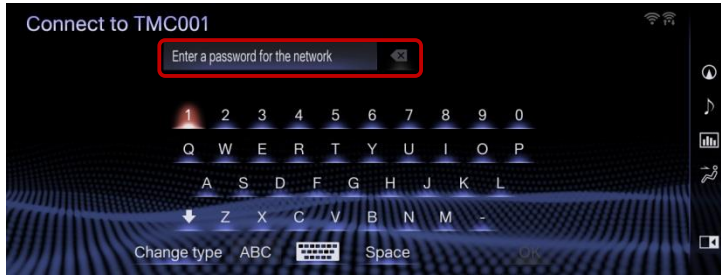 Connect to TMC001
Enter a password for the network
1 2 3 4 5 6 7 8 9 0
Q W E R T Y U I O P
A S D F G H J K L
Z X C V B N M -
Change type ABC Space OK